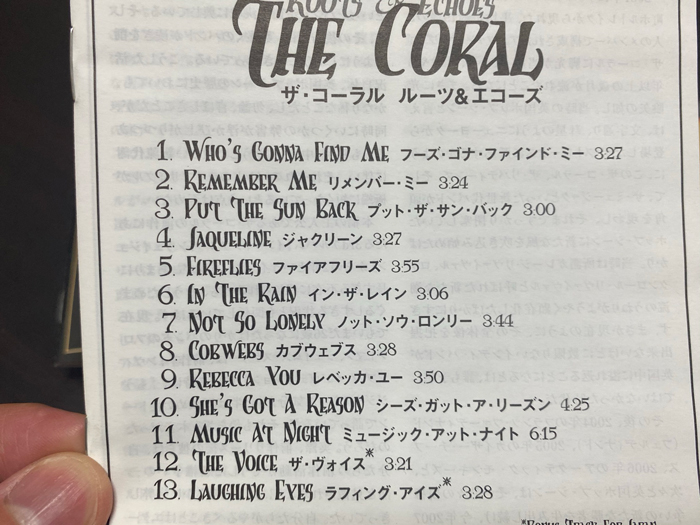 ROOTS & ECHOES
THE CORAL
ザ・コーラル ルーツ&エコーズ
1. WHO'S GONNA FIND ME フーズ・ゴナ・ファインド・ミー 3:27
2. REMEMBER ME リメンバー・ミー 3:24
3. PUT THE SUN BACK プット・ザ・サン・バック 3:00
4. JAQUELINE ジャクリーン 3:27
5. FIREFLIES ファイアフリーズ 3:55
6. IN THE RAIN イン・ザ・レイン 3:06
7. NOT SO LONELY ノット・ソウ・ロンリー 3:44
8. COBWEBS カブウェブス 3:28
9. REBECCA YOU レベッカ・ユー 3:50
10. SHE'S GOT A REASON シーズ・ガット・ア・リーズン 4:25
11. MUSIC AT NIGHT ミュージック・アット・ナイト 6:15
12. THE VOICE ザ・ヴォイス* 3:21
13. LAUGHING EYES ラフィング・アイズ* 3:28
*BONUS TRACK FOR JAPAN